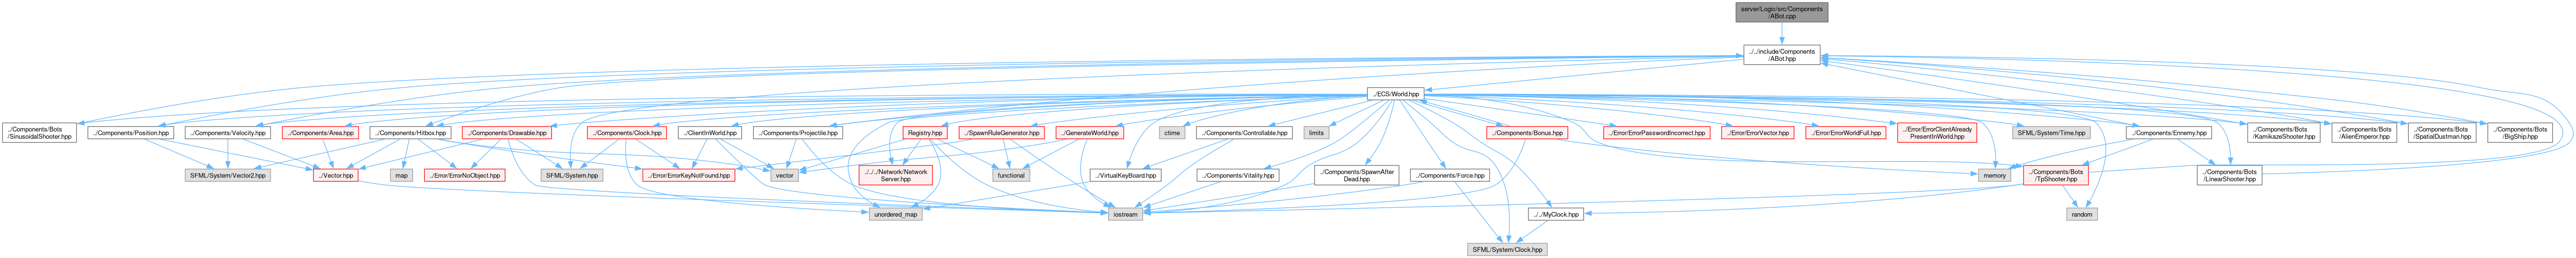 server/Logic/src/Components
/ABot.cpp
../../include/Components
/ABot.hpp
../ECS/World.hpp
../Components/Bots
/SinusoidalShooter.hpp
../Components/Position.hpp
../Components/Velocity.hpp
../Components/Area.hpp
../Components/Hitbox.hpp
../Components/Drawable.hpp
../Components/Clock.hpp
../ClientInWorld.hpp
../Components/Projectile.hpp
Registry.hpp
../SpawnRuleGenerator.hpp
../GenerateWorld.hpp
ctime
../Components/Controllable.hpp
limits
../Components/Bonus.hpp
../Error/ErrorPasswordIncorrect.hpp
../Error/ErrorVector.hpp
../Error/ErrorWorldFull.hpp
../Error/ErrorClientAlready
PresentInWorld.hpp
SFML/System/Time.hpp
../Components/Ennemy.hpp
../Components/Bots
/KamikazeShooter.hpp
../Components/Bots
/AlienEmperor.hpp
../Components/Bots
/SpatialDustman.hpp
../Components/Bots
/BigShip.hpp
SFML/System/Vector2.hpp
../Vector.hpp
map
../Error/ErrorNoObject.hpp
SFML/System.hpp
../Error/ErrorKeyNotFound.hpp
vector
../../../Network/Network
Server.hpp
functional
../VirtualKeyBoard.hpp
../Components/Vitality.hpp
../Components/SpawnAfter
Dead.hpp
../Components/Force.hpp
memory
../Components/Bots
/TpShooter.hpp
../Components/Bots
/LinearShooter.hpp
unordered_map
iostream
../../MyClock.hpp
random
SFML/System/Clock.hpp